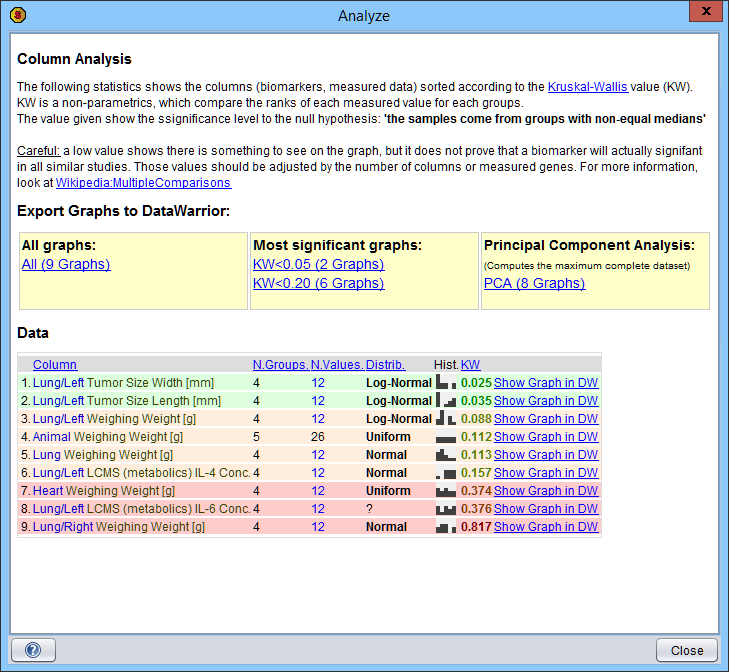 Analyze
x
Column Analysis
The following statistics shows the columns (biomarkers, measured data) sorted according to the Kruskal-Wallis value (KW).
KW is a non-parametrics, which compare the ranks of each measured value for each groups.
The value given show the ssignificance level to the null hypothesis: 'the samples come from groups with non-equal medians'
Careful: a low value shows there is something to see on the graph, but it does not prove that a biomarker will actually signifant
in all similar studies. Those values should be adjusted by the number of columns or measured genes. For more information,
look at Wikipedia:MultipleComparisons
Export Graphs to DataWarrior:
All graphs:
All (9 Graphs)
Most significant graphs:
KW<0.05 (2 Graphs)
KW<0.20 (6 Graphs)
Principal Component Analysis:
(Computes the maximum complete dataset)
PCA (8 Graphs)
Data
Column N.Groups. N.Values. Distrib. Hist. KW
1. Lung/Left Tumor Size Width [mm] 4 12 Log-Normal 0.025 Show Graph in DW
2. Lung/Left Tumor Size Length [mm] 4 12 Log-Normal 0.035 Show Graph in DW
3. Lung/Left Weighing Weight [g] 4 12 Log-Normal 0.088 Show Graph in DW
4. Animal Weighing Weight [g] 5 26 Uniform 0.112 Show Graph in DW
5. Lung Weighing Weight [g] 4 12 Normal 0.113 Show Graph in DW
6. Lung/Left LCMS (metabolics) IL-4 Conc. 4 12 Normal 0.157 Show Graph in DW
7. Heart Weighing Weight [g] 4 12 Uniform 0.374 Show Graph in DW
8. Lung/Left LCMS (metabolics) IL-6 Conc. 4 12 ? 0.376 Show Graph in DW
9. Lung/Right Weighing Weight [g] 4 12 Normal 0.817 Show Graph in DW
?
Close